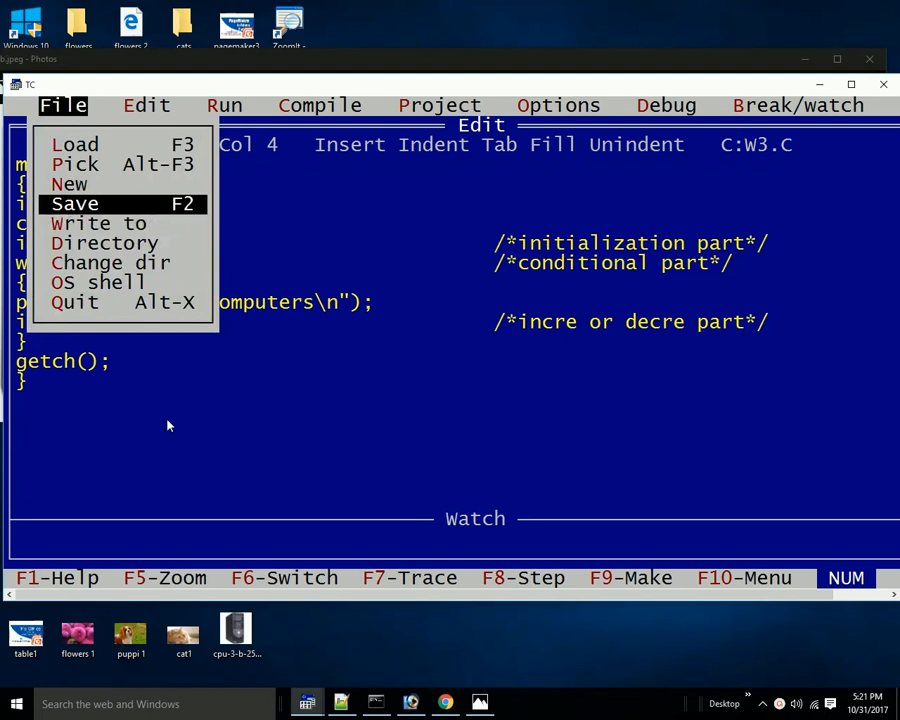 Windows 10
flowers
flowers 2
cats
pagemaker3
ZoomIt -
b.jpeg - Photos
TC
File Edit Run Compile Project Options Debug Break/watch
Edit
Col 4 Insert Indent Tab Fill Unindent C:W3.C
Load F3
Pick Alt-F3
New
Save F2
Write to
Directory
Change dir
OS shell
Quit Alt-X
m
{
i
c
i /*initialization part*/
w /*conditional part*/
{
p omputers\n");
i /*incre or decre part*/
}
getch();
}
Watch
F1-Help F5-Zoom F6-Switch F7-Trace F8-Step F9-Make F10-Menu NUM
table1
flowers 1
puppi 1
cat1
cpu-3-b-25...
Search the web and Windows
Desktop
5:21 PM
10/31/2017